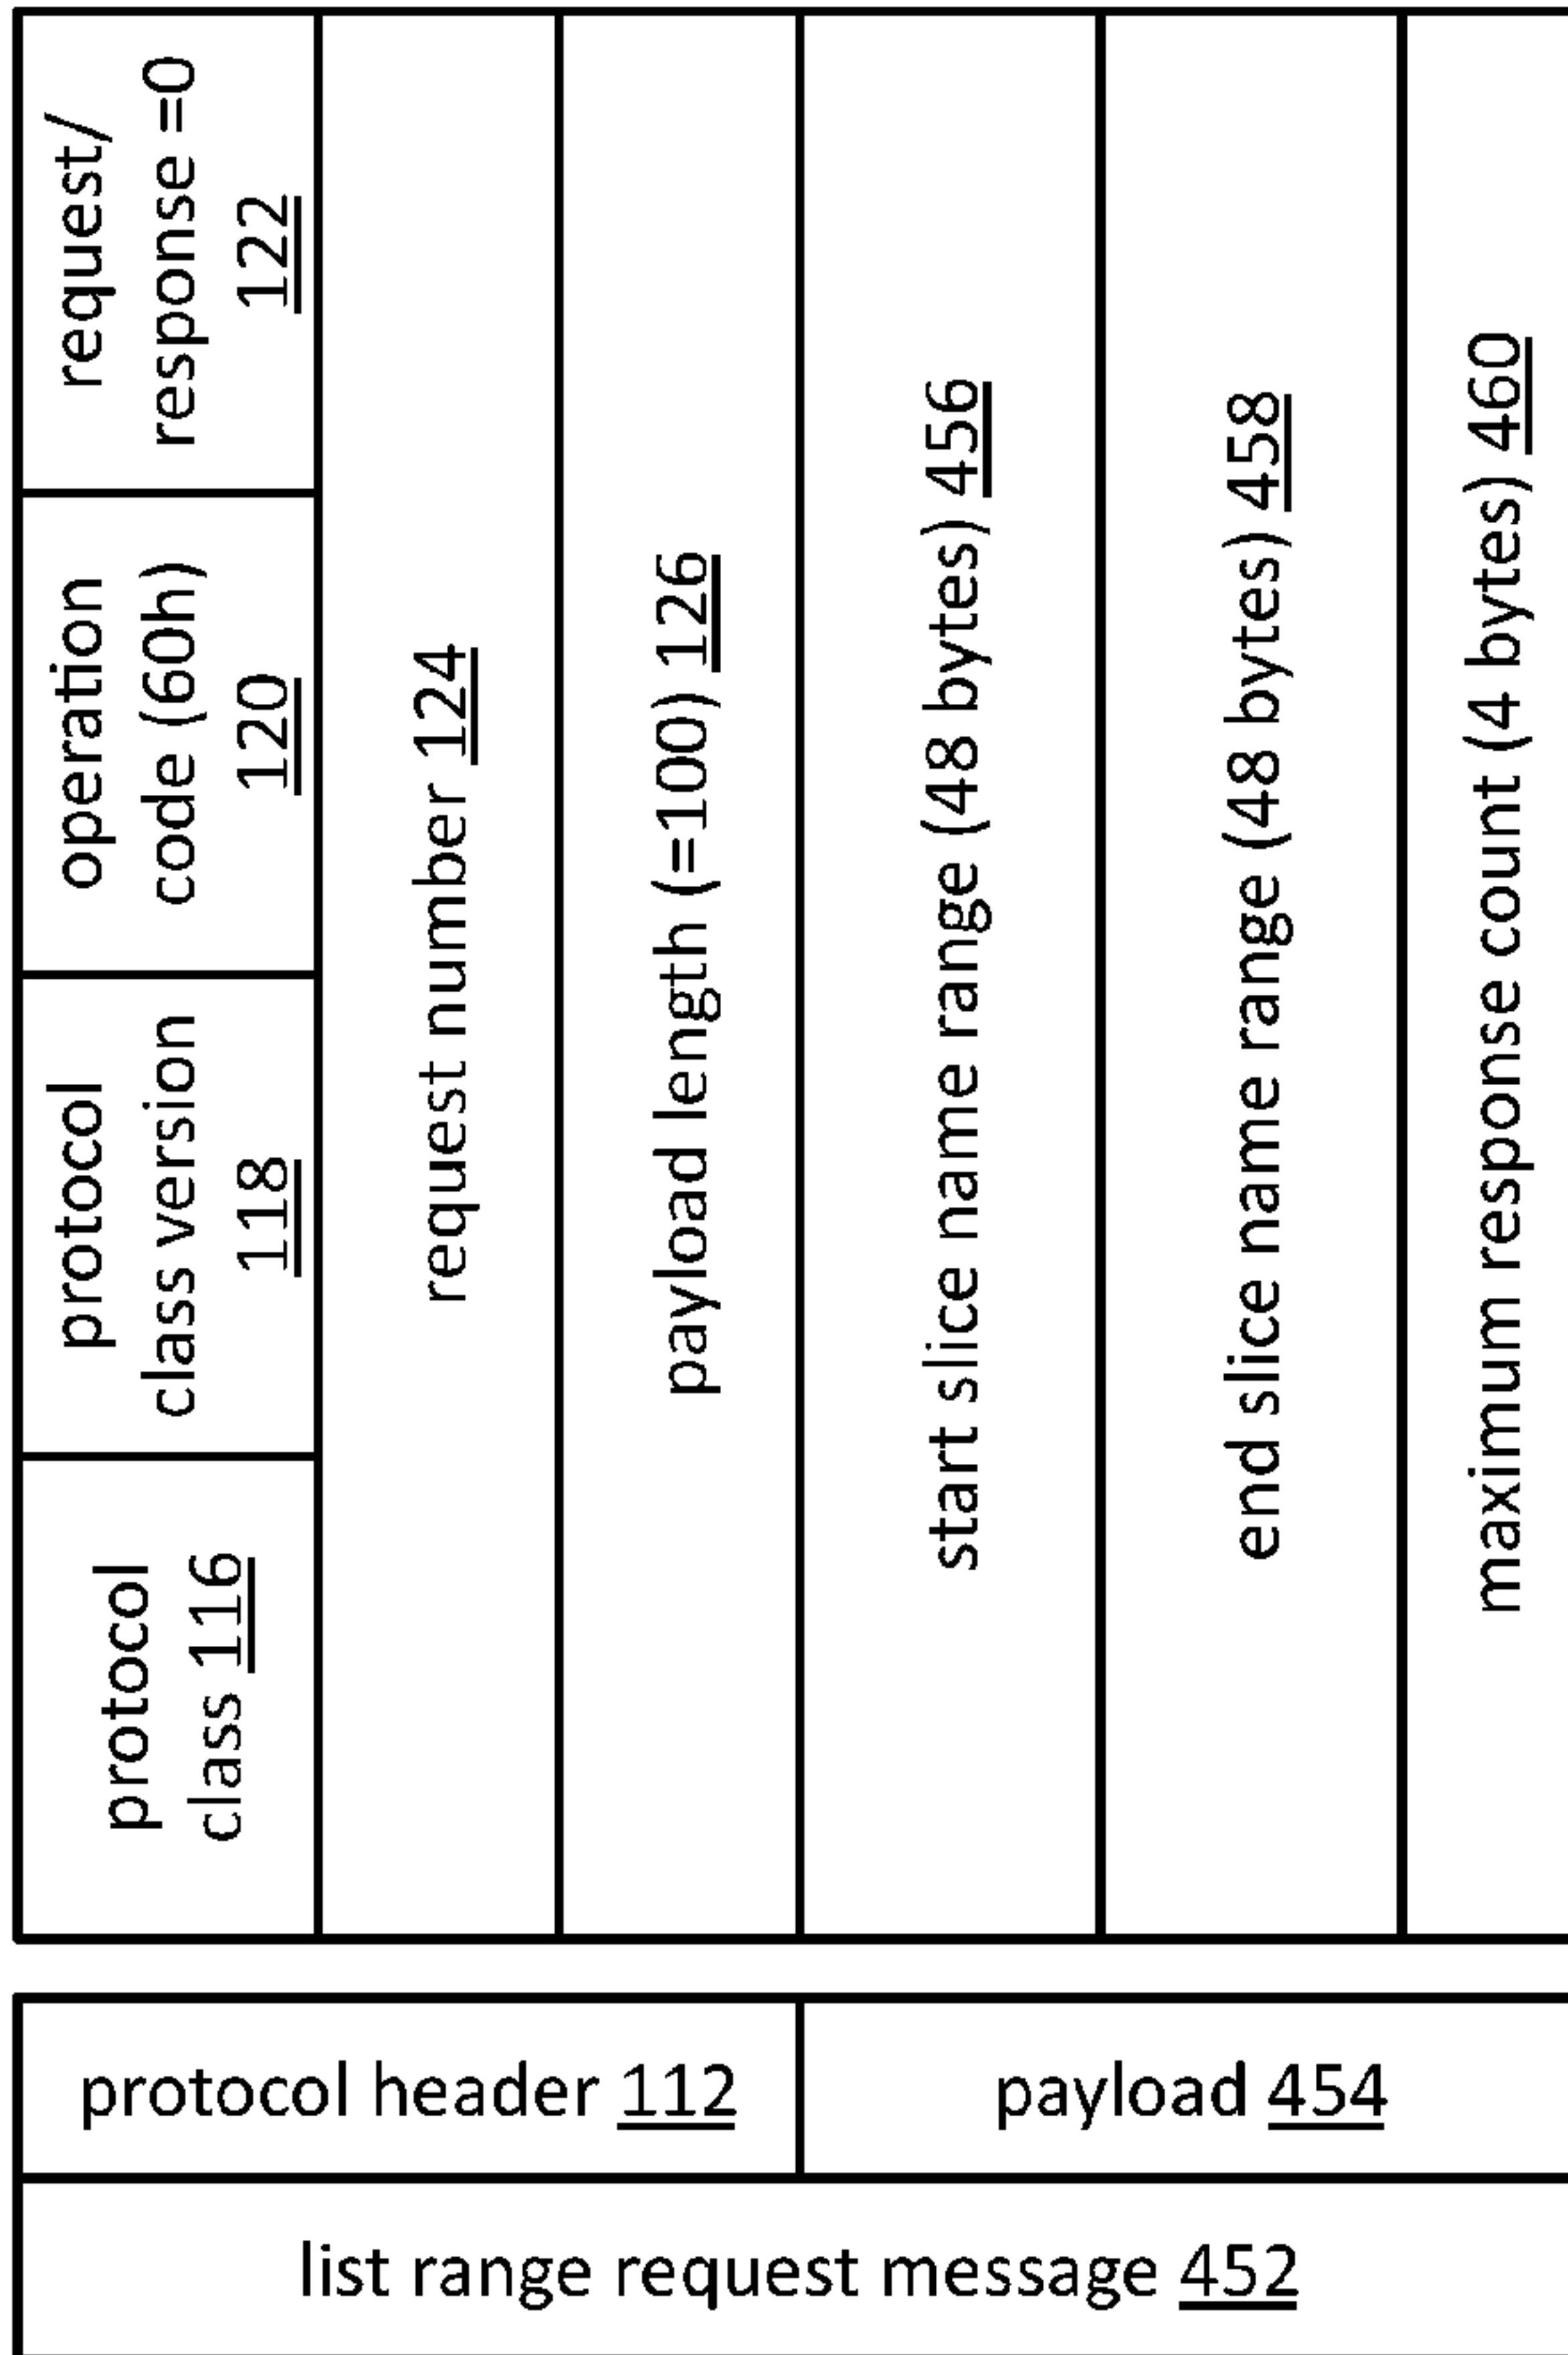 protocol
class 116
protocol
class version
118
operation
code (60h)
120
request/
response =0
122
request number 124
payload length (=100) 126
start slice name range (48 bytes) 456
end slice name range (48 bytes) 458
maximum response count (4 bytes) 460
protocol header 112
payload 454
list range request message 452